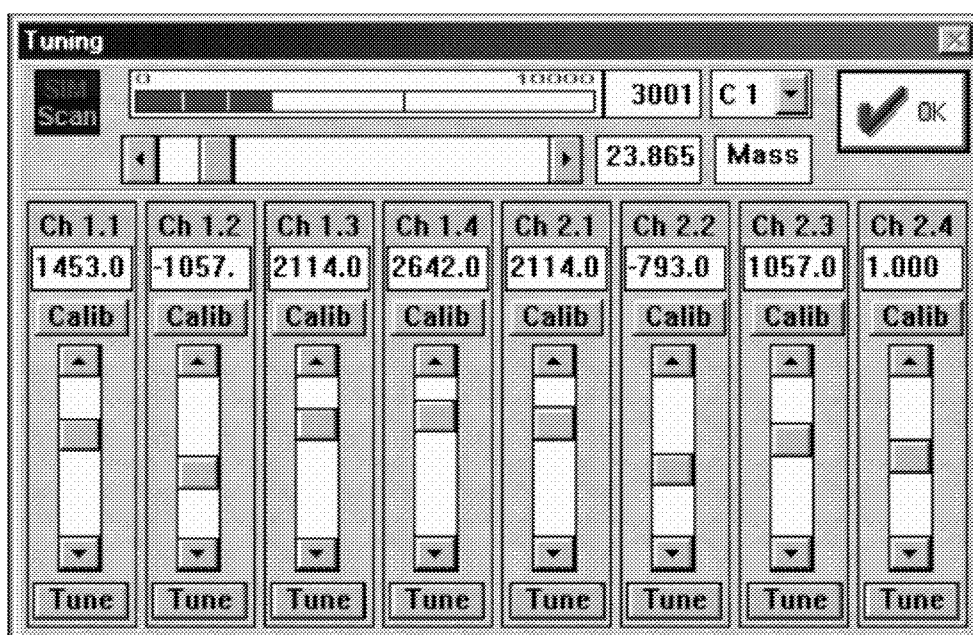 Tuning
Scan
0 10000
3001 C 1
OK
23.865 Mass
Ch 1.1 Ch 1.2 Ch 1.3 Ch 1.4 Ch 2.1 Ch 2.2 Ch 2.3 Ch 2.4
1453.0 -1057. 2114.0 2642.0 2114.0 -793.0 1057.0 1.000
Calib Calib Calib Calib Calib Calib Calib Calib
Tune Tune Tune Tune Tune Tune Tune Tune